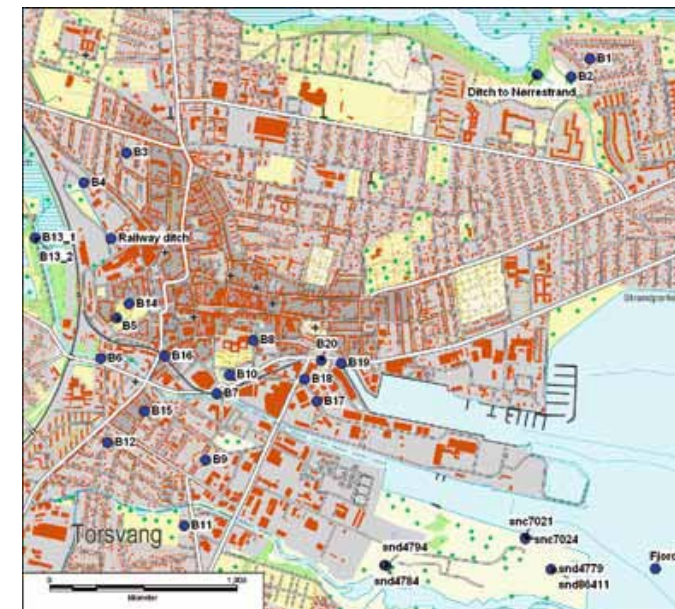 B1
B2
Ditch to Nørrestrand
B3
B4
B13_1
B13_2
Railway ditch
B14
B5
B20
B8
B6
B16
B19
B10
B18
B7
B17
B15
B12
B9
snc7021
snc7024
B11
Torsvang
snd4794
snd4784
snd4779
snd86411
Fjord
0
1,000